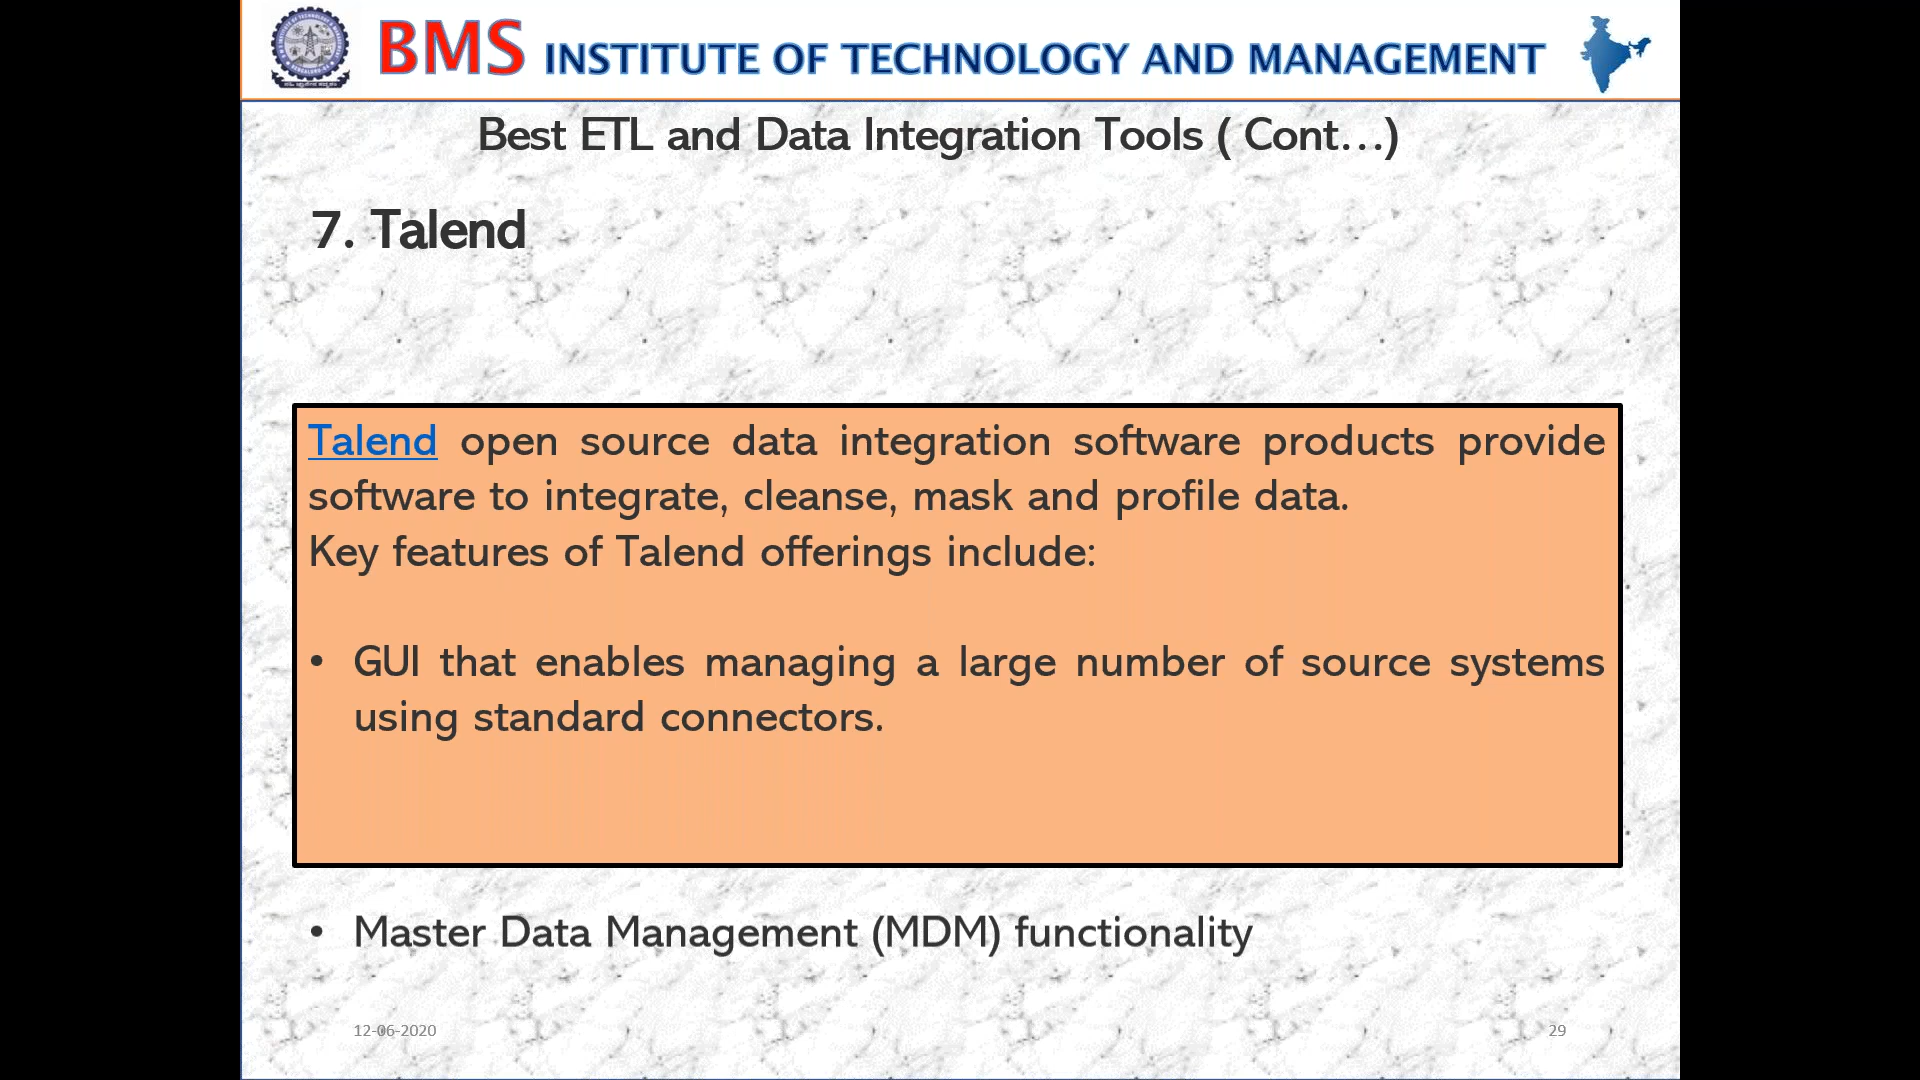 BMS INSTITUTE OF TECHNOLOGY AND MANAGEMENT
Best ETL and Data Integration Tools ( Cont...)
7. Talend
Talend open source data integration software products provide
software to integrate, cleanse, mask and profile data.
Key features of Talend offerings include:
• GUI that enables managing a large number of source systems
using standard connectors.
• Master Data Management (MDM) functionality
12-06-2020
29